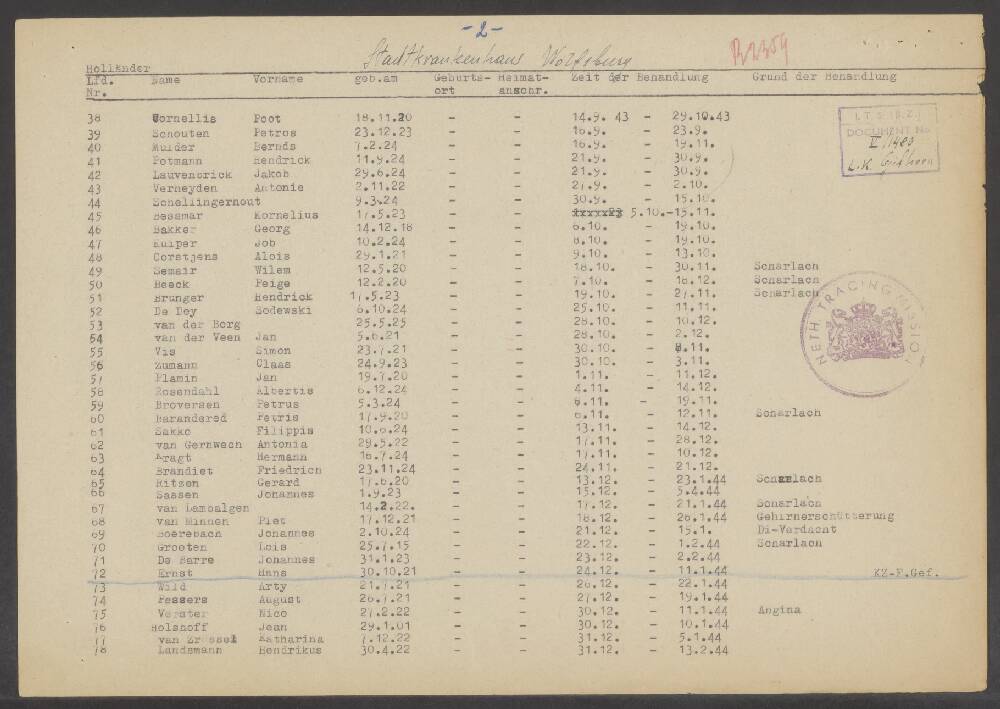 -2-
Stadtkrankenhaus Wolfsburg
R2359
Holländer
Lfd. Nr. Name Vorname geb.am Geburts-ort Heimat-anschr. Zeit der Behandlung Grund der Behandlung
I.T.S. (B.Z.)
DOCUMENT No
L.K. Gifhorn
NETH. TRACING MISSION
38 Cornellis Poot 18.11.20 - - 14.9. 43 - 29.10.43
39 Schouten Petros 23.12.23 - - 16.9. - 23.9.
40 Mulder Bernds 7.2.24 - - 16.9. - 19.11.
41 Potmann Hendrick 11.9.24 - - 21.9. - 30.9.
42 Lauvenbrick Jakob 29.6.24 - - 21.9. - 30.9.
43 Verneyden Antonie 2.11.22 - - 27.9. - 2.10.
44 Schellingernout 9.3.24 - - 30.9. - 15.10.
45 Bessmar Kornelius 17.5.23 - - 5.10.-15.11.
46 Bakker Georg 14.12.18 - - 6.10. - 19.10.
47 Kuiper Job 10.2.24 - - 8.10. - 19.10.
48 Corstjens Alois 29.1.21 - - 9.10. - 13.10.
49 Semair Wilem 12.5.20 - - 18.10. - 30.11. Scharlach
50 Heeck Feige 12.2.20 - - 7.10. - 18.12. Scharlach
51 Brunger Hendrick 17.5.23 - - 19.10. - 27.11. Scharlach
52 De Dey Sodewski 6.10.24 - - 25.10. - 11.11.
53 van der Borg 25.5.25 - - 28.10. - 10.12.
54 van der Veen Jan 5.6.21 - - 28.10. - 2.12.
55 Vis Simon 23.7.21 - - 30.10. - 8.11.
56 Zumann Claas 24.9.23 - - 30.10. - 3.11.
57 Flamin Jan 19.7.20 - - 1.11. - 11.12.
58 Rosendahl Albertis 6.12.24 - - 4.11. - 14.12.
59 Broversen Petrus 5.3.24 - - 6.11. - 19.11.
60 Barandered Petris 17.9.20 - - 6.11. - 12.11. Scharlach
61 Bakko Filippis 10.6.24 - - 13.11. - 14.12.
62 van Gernwech Antonia 29.5.22 - - 17.11. - 28.12.
63 Kragt Hermann 16.7.24 - - 17.11. - 10.12.
64 Brandiet Friedrich 23.11.24 - - 24.11. - 21.12.
65 Ritzen Gerard 17.6.20 - - 13.12. - 23.1.44 Scharlach
66 Sassen Johannes 1.9.23 - - 15.12. - 5.4.44
67 van Lampalgen 14.2.22. - - 17.12. - 21.1.44 Scharlach
68 van Minnen Piet 17.12.21 - - 18.12. - 26.1.44 Gehirnerschütterung
69 Boerebach Johannes 2.10.24 - - 21.12. - 15.1. Di-Verdacht
70 Grooten Lois 25.7.15 - - 22.12. - 1.2.44 Scharlach
71 De Barre Johannes 31.1.23 - - 23.12. - 2.2.44
72 Ernst Hans 30.10.21 - - 24.12. - 11.1.44 KZ-P.Gef.
73 Wild Arty 21.7.21 - - 26.12. - 22.1.44
74 Pessers August 26.7.21 - - 27.12. - 19.1.44
75 Verster Nico 27.2.22 - - 30.12. - 11.1.44 Angina
76 Holshoff Jean 29.1.01 - - 30.12. - 10.1.44
77 van Katharina 7.12.22 - - 31.12. - 5.1.44
78 Landsmann Hendrikus 30.4.22 - - 31.12. - 13.2.44